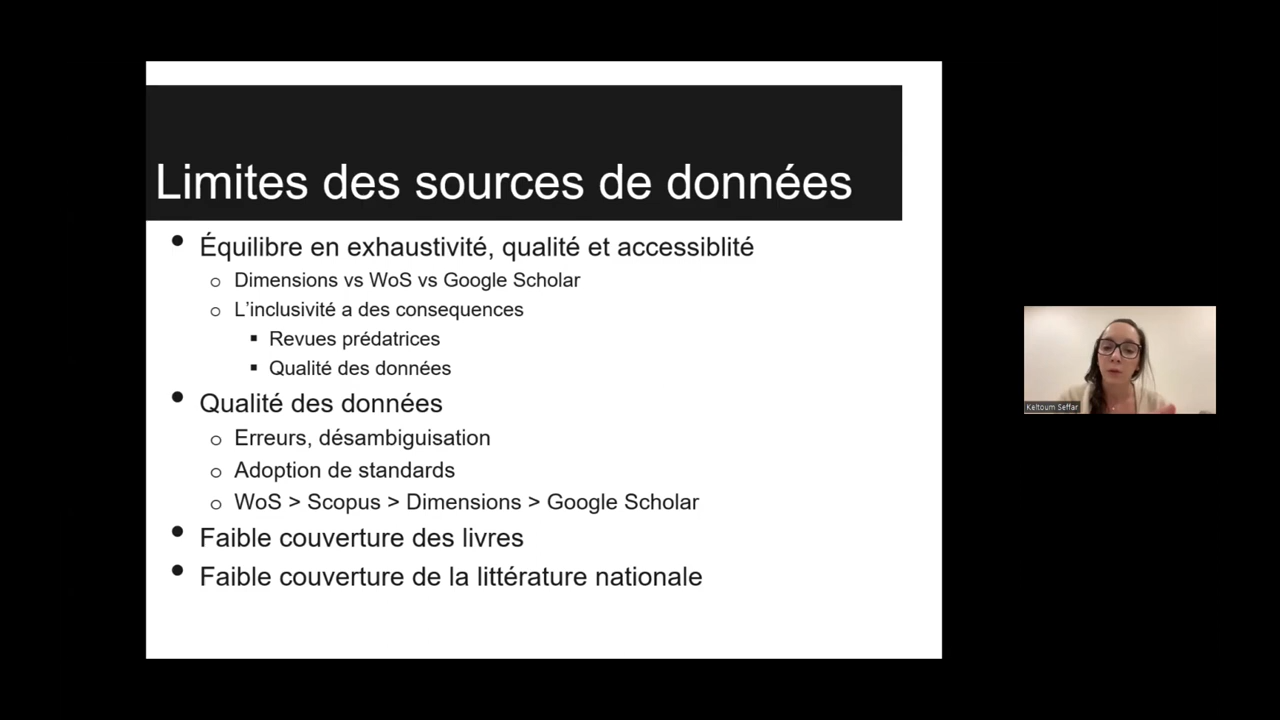 Limites des sources de données
• Équilibre en exhaustivité, qualité et accessiblité
o Dimensions vs WoS vs Google Scholar
o L’inclusivité a des consequences
▪ Revues prédatrices
▪ Qualité des données
• Qualité des données
o Erreurs, désambiguisation
o Adoption de standards
o WoS > Scopus > Dimensions > Google Scholar
• Faible couverture des livres
• Faible couverture de la littérature nationale
Keltoum Seffar